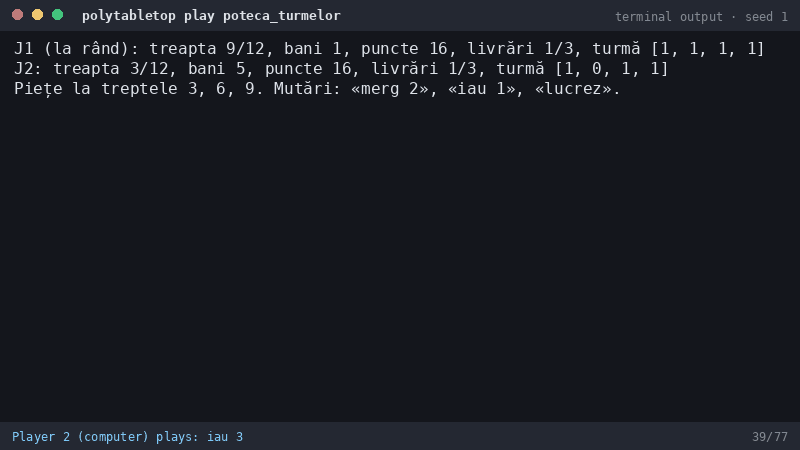 polytabletop play poteca_turmelor
terminal output · seed 1
J1 (la rând): treapta 9/12, bani 1, puncte 16, livrări 1/3, turmă [1, 1, 1, 1]
J2: treapta 3/12, bani 5, puncte 16, livrări 1/3, turmă [1, 0, 1, 1]
Piețe la treptele 3, 6, 9. Mutări: «merg 2», «iau 1», «lucrez».
Player 2 (computer) plays: iau 3
39/77